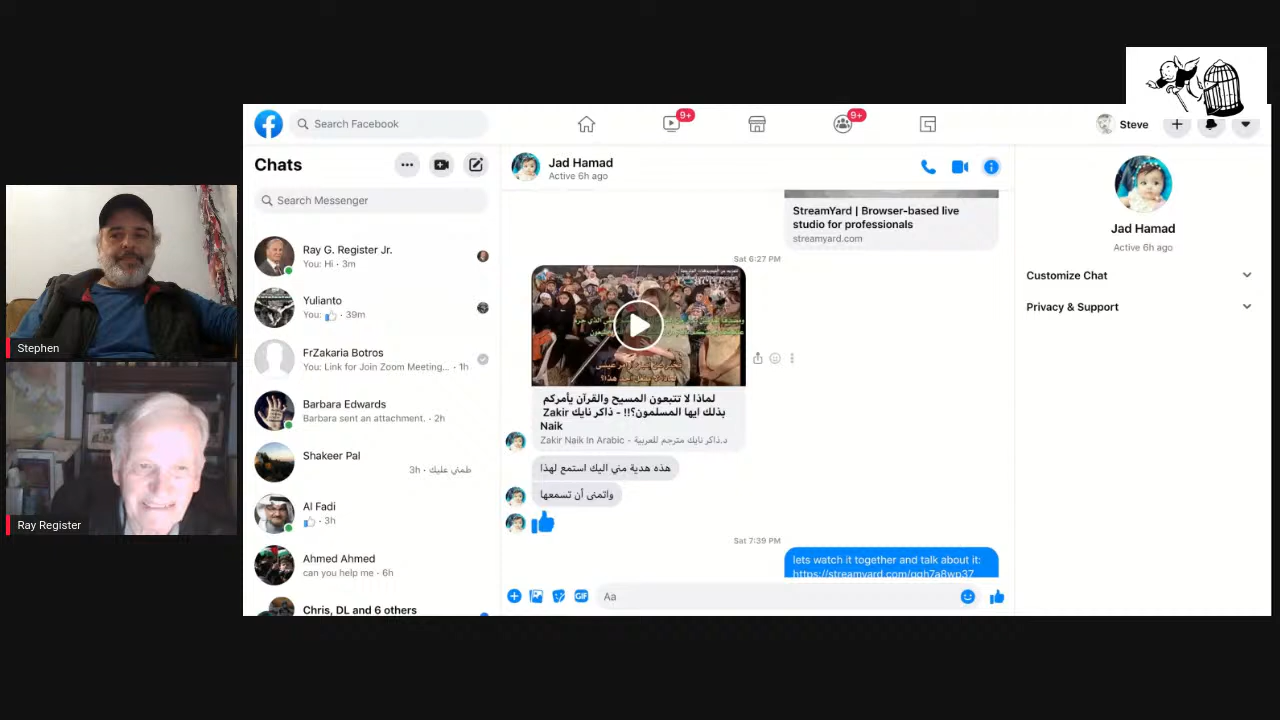 Search Facebook
9+
9+
Steve
Chats
Search Messenger
Ray G. Register Jr.
You: Hi · 3m
Yulianto
You: · 39m
FrZakaria Botros
You: Link for Join Zoom Meeting... · 1h
Barbara Edwards
Barbara sent an attachment. · 2h
Shakeer Pal
طمني عليك · 3h
Al Fadi
· 3h
Ahmed Ahmed
can you help me · 6h
Chris, DL and 6 others
Jad Hamad
Active 6h ago
StreamYard | Browser-based live
studio for professionals
streamyard.com
Sat 6:27 PM
لماذا لا تتبعون المسيح والقرآن يأمركم
بذلك ايها المسلمون؟!! - ذاكر نايك Zakir
Naik
Zakir Naik In Arabic - د.ذاكر نايك مترجم للعربية
هذه هدية مني اليك استمع لهذا
واتمنى أن تسمعها
Sat 7:39 PM
lets watch it together and talk about it:
Aa
GIF
Jad Hamad
Active 6h ago
Customize Chat
Privacy & Support
Stephen
Ray Register